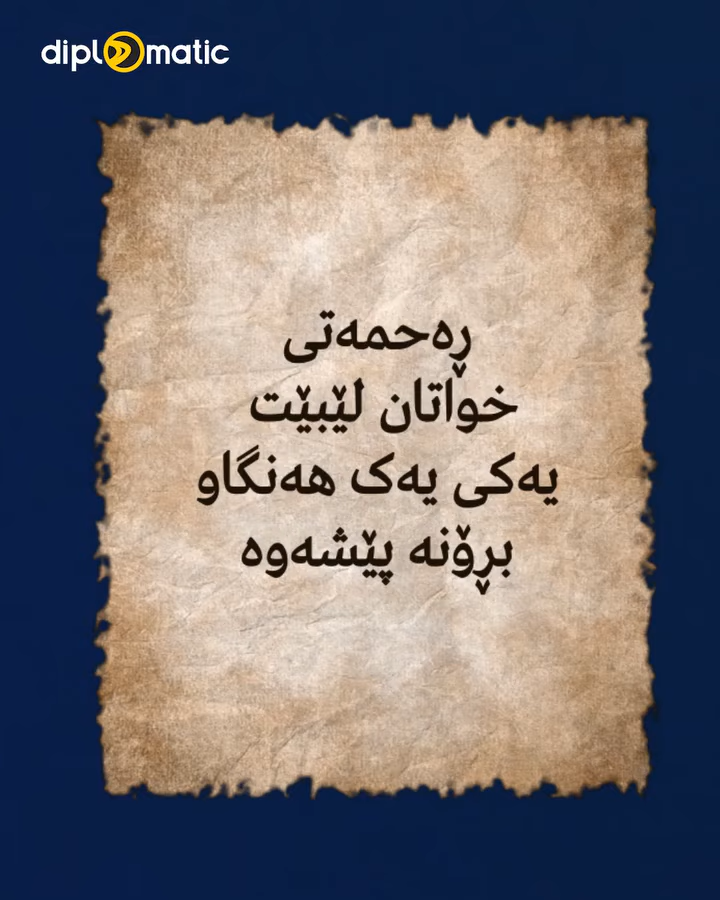 diplomatic
ڕەحمەتی
خواتان لێبێت
یەکی یەک هەنگاو
بڕۆنە پێشەوە